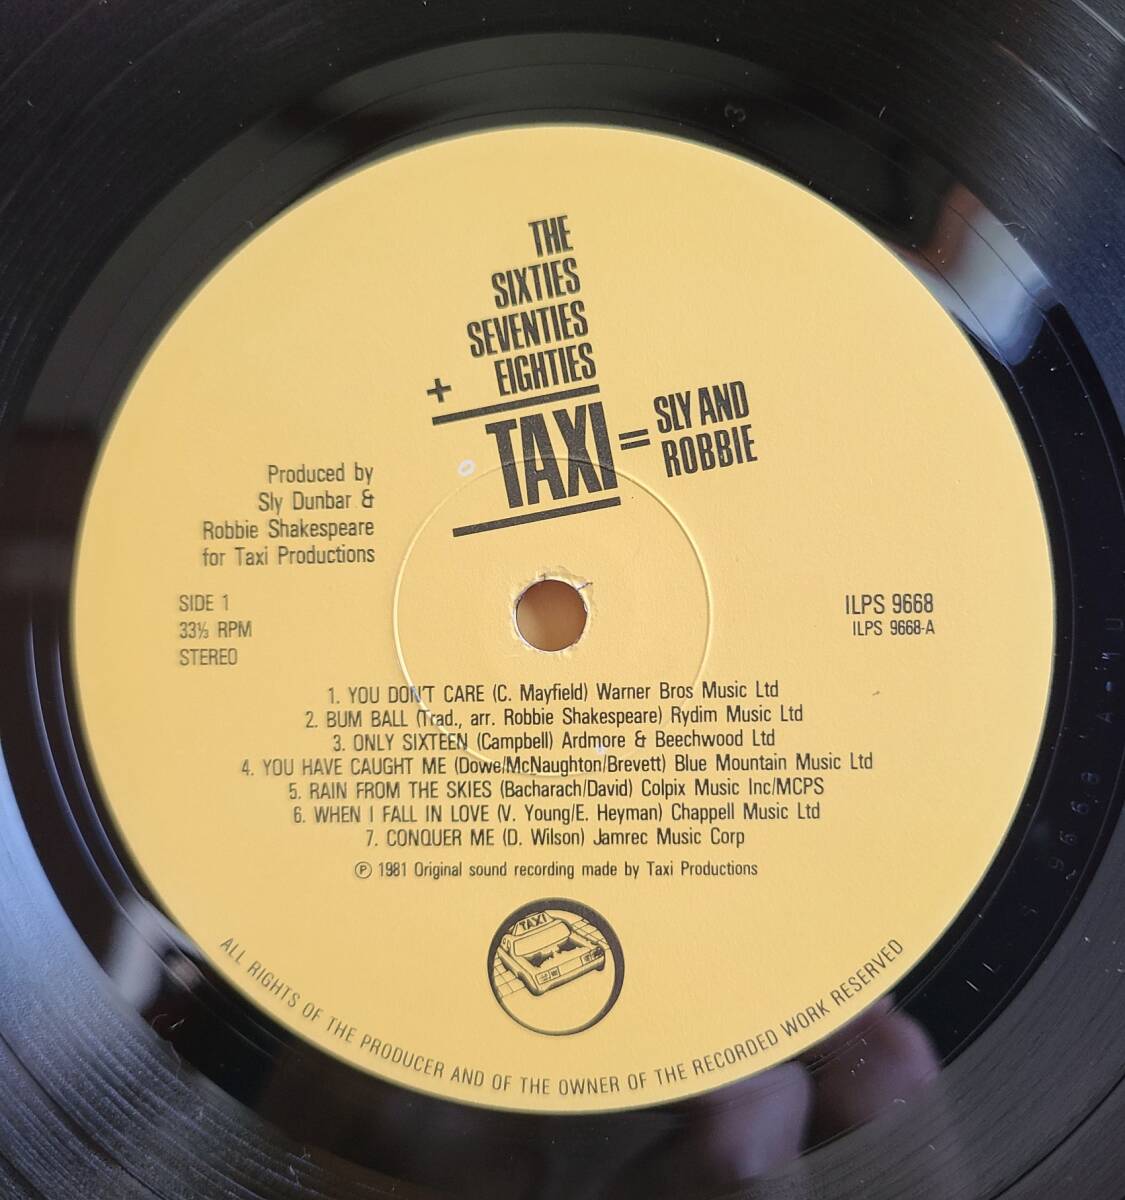 THE
SIXTIES
SEVENTIES
+ EIGHTIES
TAXI = SLY AND
ROBBIE
Produced by
Sly Dunbar &
Robbie Shakespeare
for Taxi Productions
SIDE 1
33⅓ RPM
STEREO
ILPS 9668
ILPS 9668-A
1. YOU DON'T CARE (C. Mayfield) Warner Bros Music Ltd
2. BUM BALL (Trad., arr. Robbie Shakespeare) Rydim Music Ltd
3. ONLY SIXTEEN (Campbell) Ardmore & Beechwood Ltd
4. YOU HAVE CAUGHT ME (Dowe/McNaughton/Brevett) Blue Mountain Music Ltd
5. RAIN FROM THE SKIES (Bacharach/David) Colpix Music Inc/MCPS
6. WHEN I FALL IN LOVE (V. Young/E. Heyman) Chappell Music Ltd
7. CONQUER ME (D. Wilson) Jamrec Music Corp
℗ 1981 Original sound recording made by Taxi Productions
TAXI
ALL RIGHTS OF THE PRODUCER AND OF THE OWNER OF THE RECORDED WORK RESERVED
3